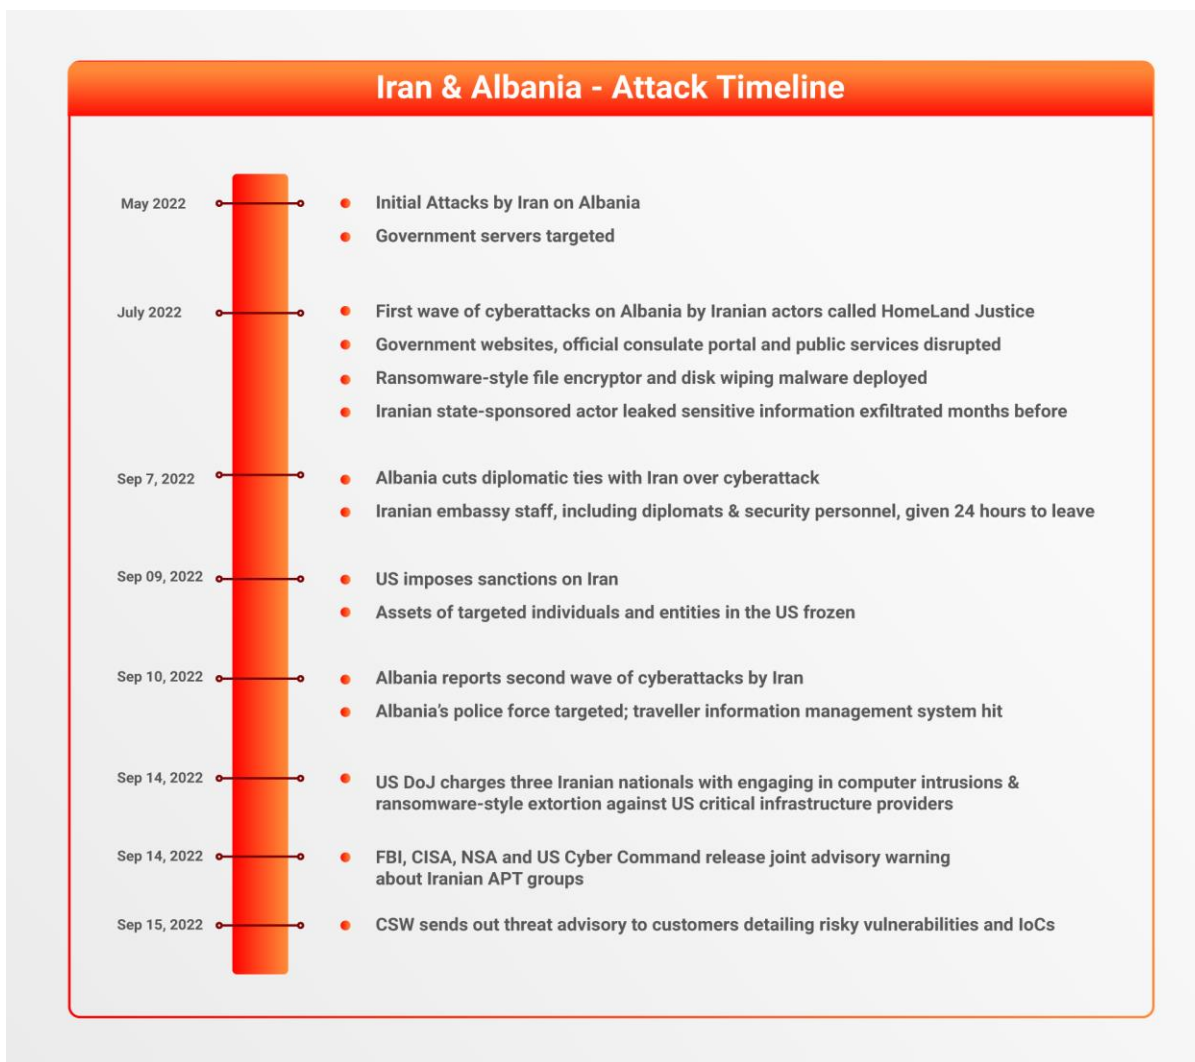 Iran & Albania - Attack Timeline
May 2022
Initial Attacks by Iran on Albania
Government servers targeted
July 2022
First wave of cyberattacks on Albania by Iranian actors called HomeLand Justice
Government websites, official consulate portal and public services disrupted
Ransomware-style file encryptor and disk wiping malware deployed
Iranian state-sponsored actor leaked sensitive information exfiltrated months before
Sep 7, 2022
Albania cuts diplomatic ties with Iran over cyberattack
Iranian embassy staff, including diplomats & security personnel, given 24 hours to leave
Sep 09, 2022
US imposes sanctions on Iran
Assets of targeted individuals and entities in the US frozen
Sep 10, 2022
Albania reports second wave of cyberattacks by Iran
Albania’s police force targeted; traveller information management system hit
Sep 14, 2022
US DoJ charges three Iranian nationals with engaging in computer intrusions &
ransomware-style extortion against US critical infrastructure providers
Sep 14, 2022
FBI, CISA, NSA and US Cyber Command release joint advisory warning
about Iranian APT groups
Sep 15, 2022
CSW sends out threat advisory to customers detailing risky vulnerabilities and IoCs